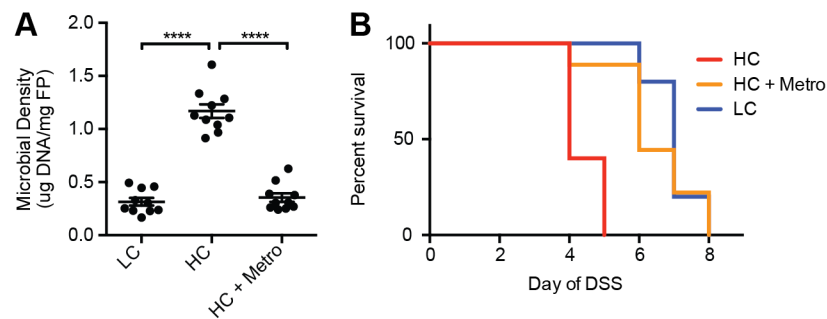 A
Microbial Density
(ug DNA/mg FP)
2.0
1.5
1.0
0.5
0.0
**** ****
LC
HC
HC + Metro
B
Percent survival
100
50
0
0 2 4 6 8
Day of DSS
HC
HC + Metro
LC